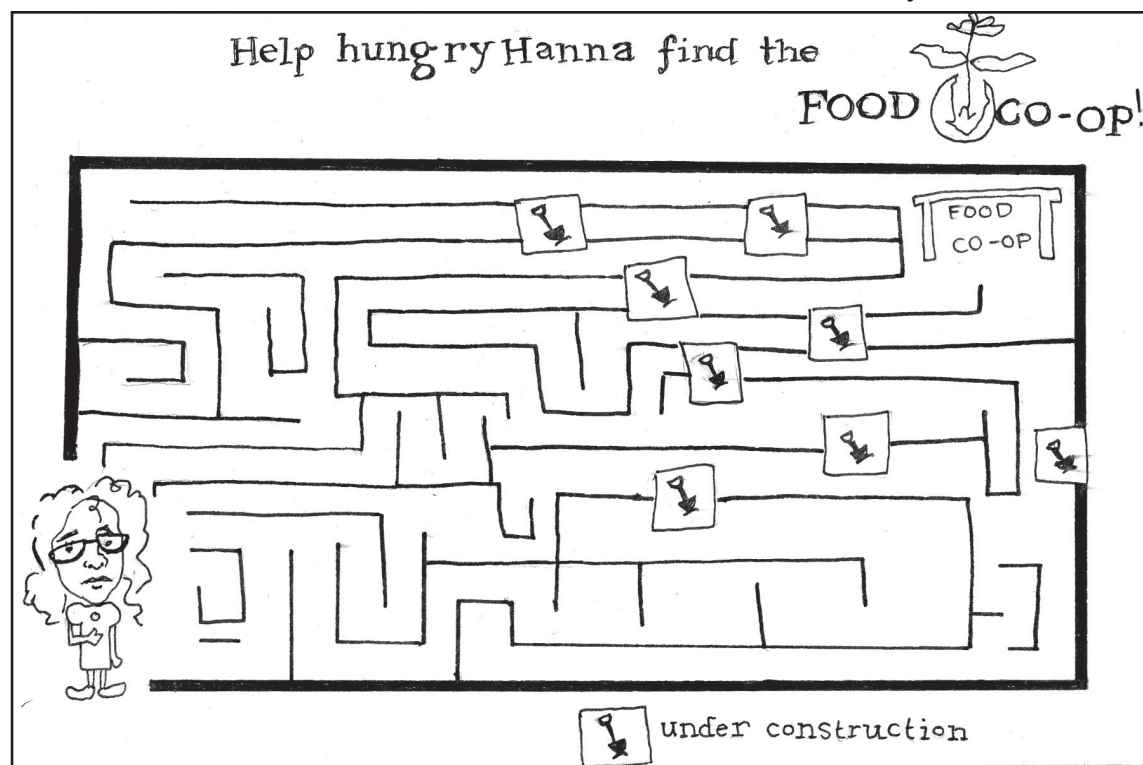 Help hungry Hanna find the
FOOD CO-OP!
FOOD
CO-OP
under construction